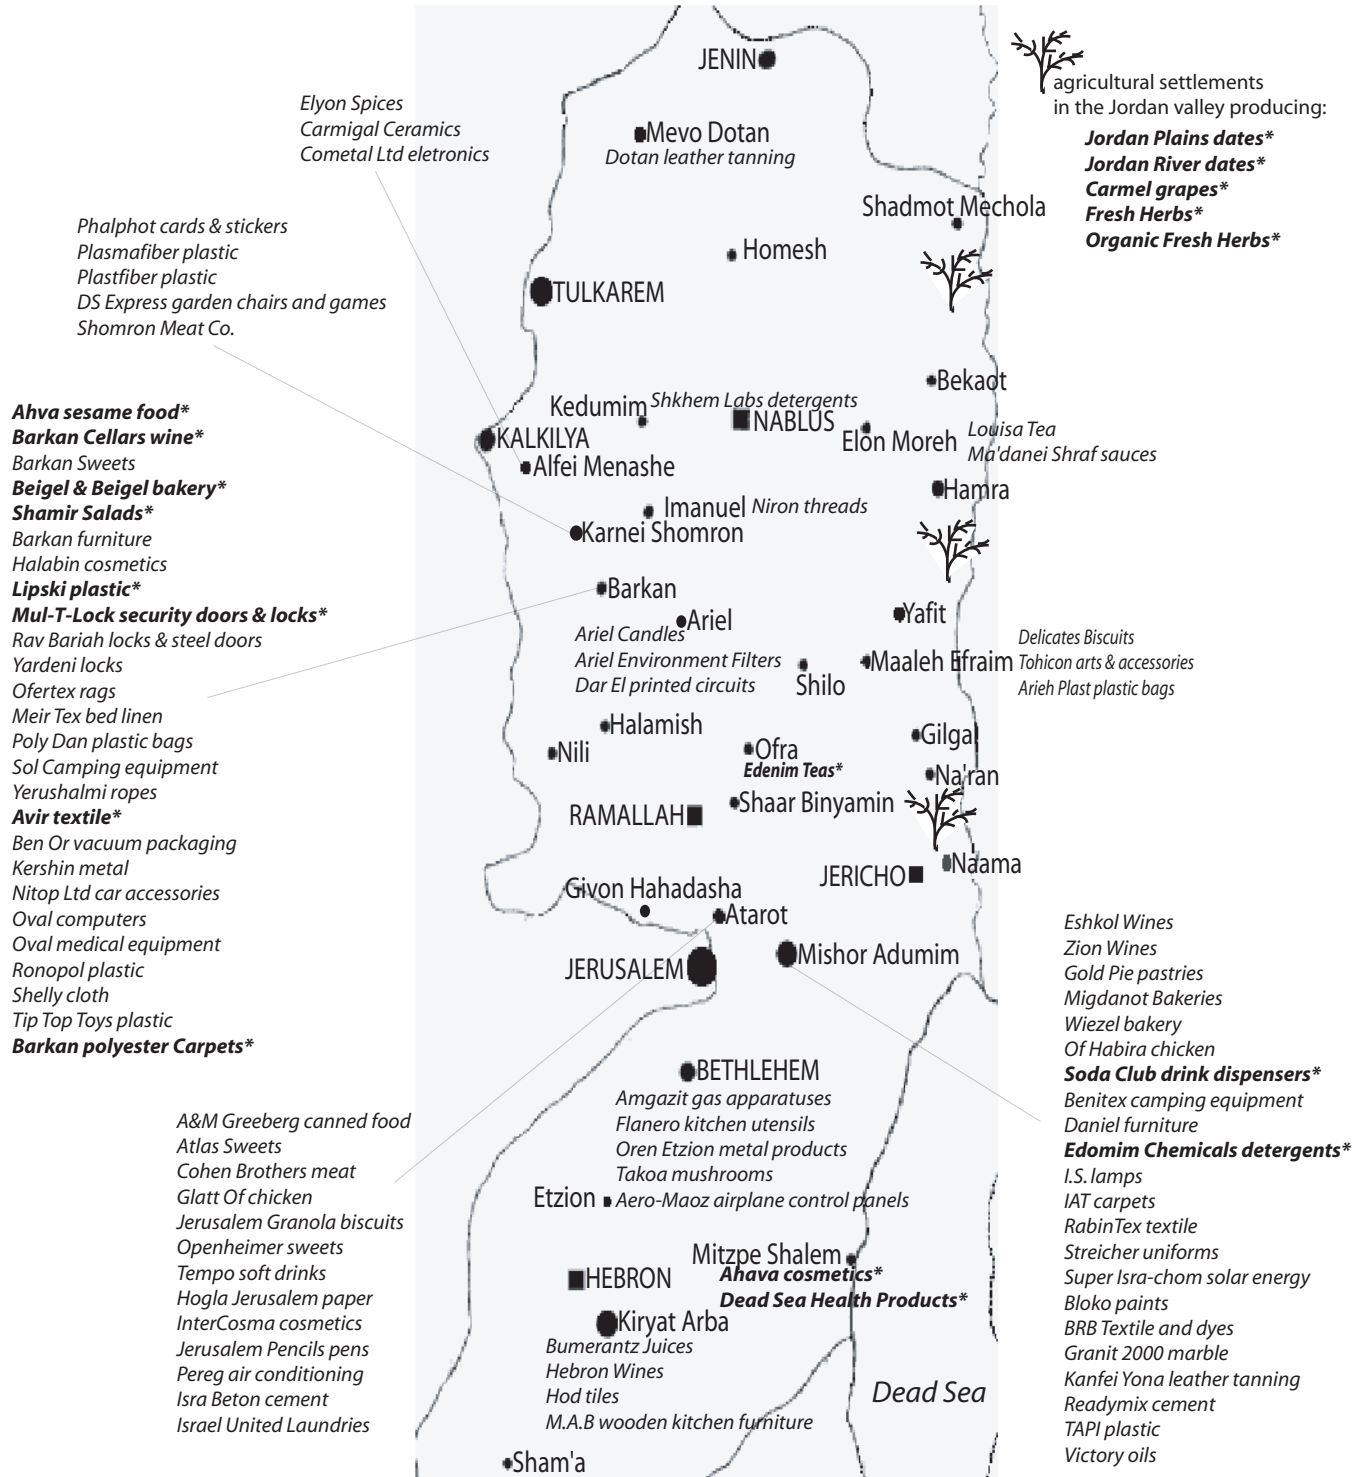 JENIN
agricultural settlements
in the Jordan valley producing:
Jordan Plains dates*
Jordan River dates*
Carmel grapes*
Fresh Herbs*
Organic Fresh Herbs*
Elyon Spices
Carmigal Ceramics
Cometal Ltd eletronics
Mevo Dotan
Dotan leather tanning
Shadmot Mechola
Phalphot cards & stickers
Plasmafiber plastic
Plastfiber plastic
DS Express garden chairs and games
Shomron Meat Co.
Homesh
TULKAREM
Bekaot
Kedumim
Shkhem Labs detergents
NABLUS
Elon Moreh
Louisa Tea
Ma'danei Shraf sauces
KALKILYA
Alfei Menashe
Hamra
Imanuel
Niron threads
Karnei Shomron
Barkan
Ariel
Ariel Candles
Ariel Environment Filters
Dar El printed circuits
Yafit
Maaleh Efraim
Delicates Biscuits
Tohicon arts & accessories
Arieh Plast plastic bags
Shilo
Halamish
Nili
Ofra
Edenim Teas*
Gilgal
Na'ran
Shaar Binyamin
RAMALLAH
JERICHO
Naama
Givon Hahadasha
Atarot
JERUSALEM
Mishor Adumim
Ahva sesame food*
Barkan Cellars wine*
Barkan Sweets
Beigel & Beigel bakery*
Shamir Salads*
Barkan furniture
Halabin cosmetics
Lipski plastic*
Mul-T-Lock security doors & locks*
Rav Bariah locks & steel doors
Yardeni locks
Ofertex rags
Meir Tex bed linen
Poly Dan plastic bags
Sol Camping equipment
Yerushalmi ropes
Avir textile*
Ben Or vacuum packaging
Kershin metal
Nitop Ltd car accessories
Oval computers
Oval medical equipment
Ronopol plastic
Shelly cloth
Tip Top Toys plastic
Barkan polyester Carpets*
Eshkol Wines
Zion Wines
Gold Pie pastries
Migdanot Bakeries
Wiezel bakery
Of Habira chicken
Soda Club drink dispensers*
Benitex camping equipment
Daniel furniture
Edomim Chemicals detergents*
I.S. lamps
IAT carpets
RabinTex textile
Streicher uniforms
Super Isra-chom solar energy
Bloko paints
BRB Textile and dyes
Granit 2000 marble
Kanfei Yona leather tanning
Readymix cement
TAPI plastic
Victory oils
BETHLEHEM
Amgazit gas apparatuses
Flanero kitchen utensils
Oren Etzion metal products
Takoa mushrooms
Etzion
Aero-Maoz airplane control panels
A&M Greeberg canned food
Atlas Sweets
Cohen Brothers meat
Glatt Of chicken
Jerusalem Granola biscuits
Openheimer sweets
Tempo soft drinks
Hogla Jerusalem paper
InterCosma cosmetics
Jerusalem Pencils pens
Pereg air conditioning
Isra Beton cement
Israel United Laundries
Mitzpe Shalem
Ahava cosmetics*
Dead Sea Health Products*
HEBRON
Kiryat Arba
Bumerantz Juices
Hebron Wines
Hod tiles
M.A.B wooden kitchen furniture
Dead Sea
Sham'a